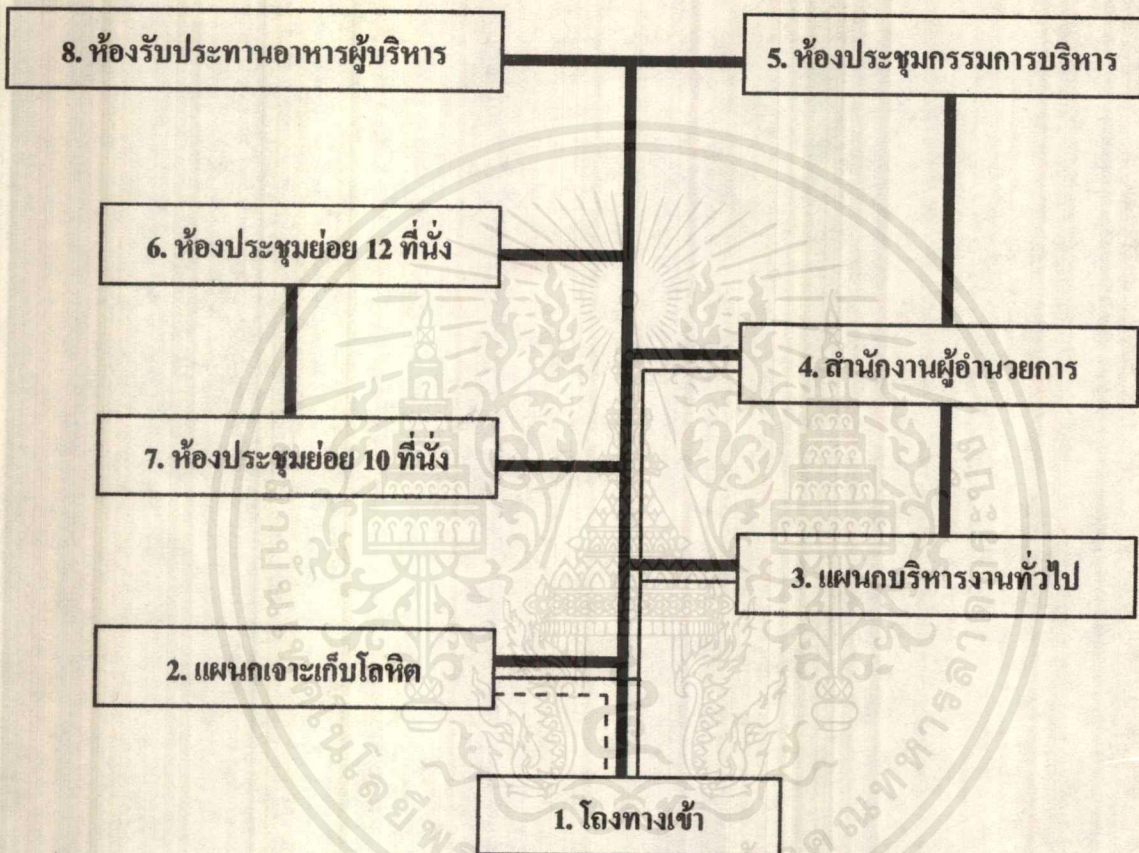 8. ห้องรับประทานอาหารผู้บริหาร
5. ห้องประชุมกรรมการบริหาร
6. ห้องประชุมย่อย 12 ที่นั่ง
4. สำนักงานผู้อำนวยการ
7. ห้องประชุมย่อย 10 ที่นั่ง
3. แผนกบริหารงานทั่วไป
2. แผนกเจาะเก็บโลหิต
1. โถงทางเข้า